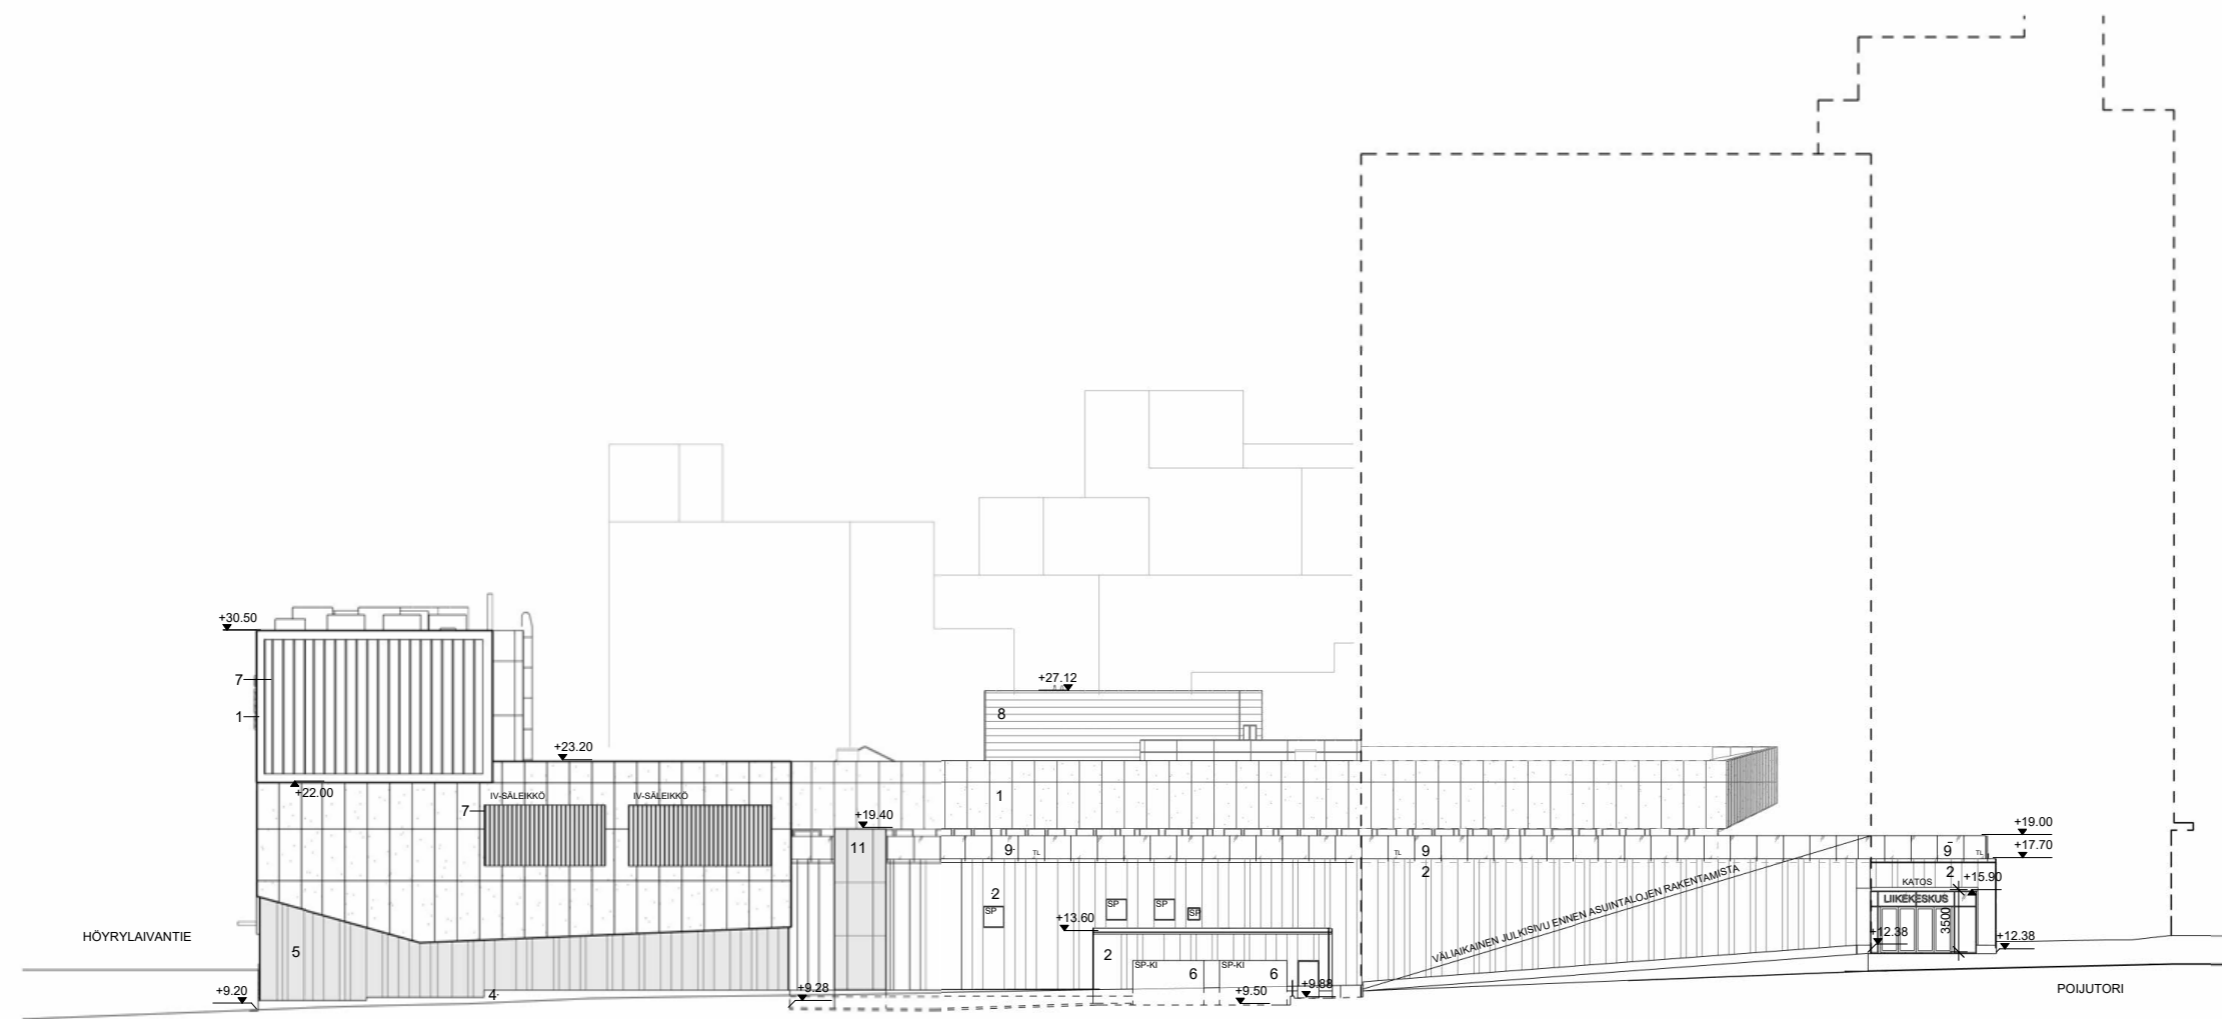 +30.50
7
1
+27.12
8
+23.20
+22.00
IV-SÄLEIKKÖ
IV-SÄLEIKKÖ
7
1
+19.40
11
9
TL
TL
9
9
TL
+19.00
+17.70
2
2
2
KATOS
+15.90
LIIKEKESKUS
3500
SP
SP
SP
SP
VÄLIAIKAINEN JULKISIVU ENNEN ASUINTALOJEN RAKENTAMISTA
+13.60
+12.38
+12.38
HÖYRYLAIVANTIE
5
2
SP-KI
6
SP-KI
6
+9.20
4
+9.28
+9.50
+9.88
POIJUTORI